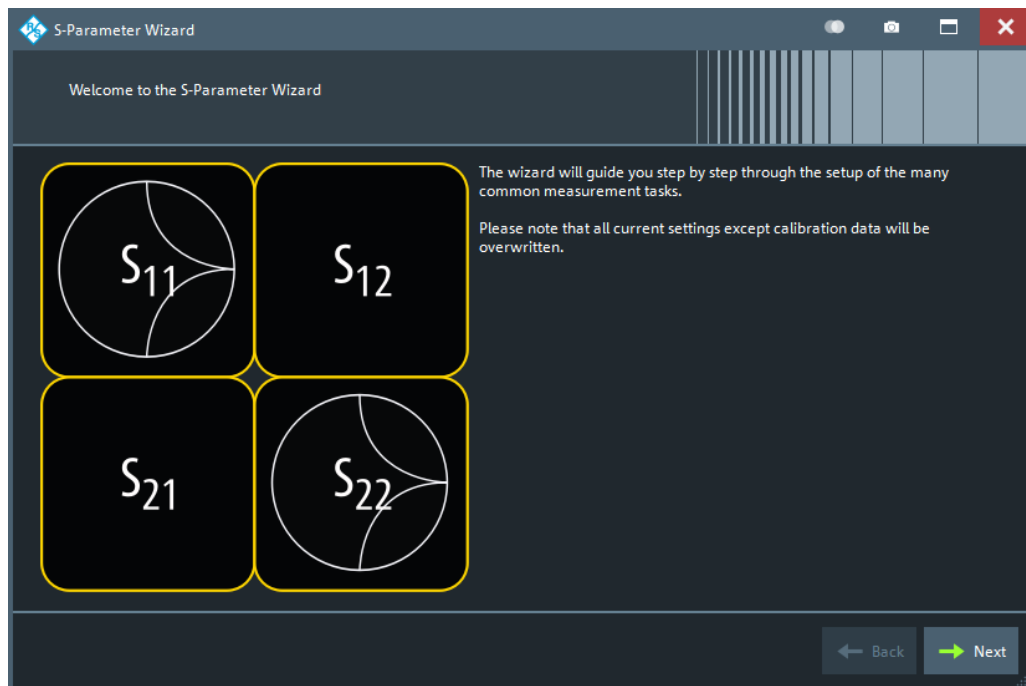 R&S S-Parameter Wizard
Welcome to the S-Parameter Wizard
S11 S12
S21 S22
The wizard will guide you step by step through the setup of the many
common measurement tasks.
Please note that all current settings except calibration data will be
overwritten.
Back Next